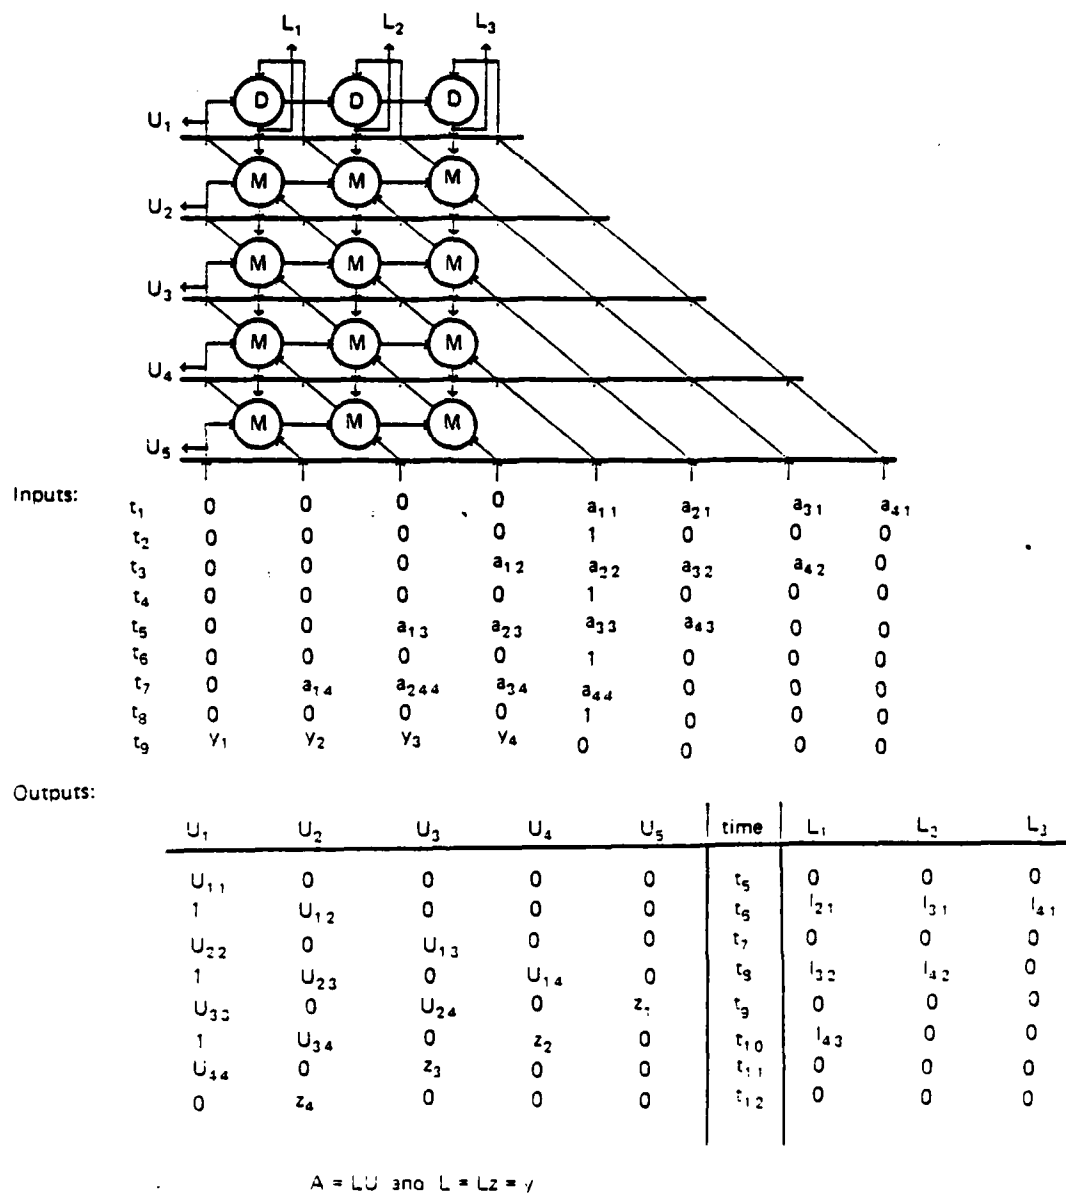 L1 L2 L3
D D D
U1
M M M
U2
M M M
U3
M M M
U4
M M M
U5
Inputs:
t1 0 0 0 0 a11 a21 a31 a41
t2 0 0 0 0 1 0 0 0
t3 0 0 0 a12 a22 a32 a42 0
t4 0 0 0 0 1 0 0 0
t5 0 0 a13 a23 a33 a43 0 0
t6 0 0 0 0 1 0 0 0
t7 0 a14 a244 a34 a44 0 0 0
t8 0 0 0 0 1 0 0 0
t9 y1 y2 y3 y4 0 0 0 0
Outputs:
U1 U2 U3 U4 U5 time L1 L2 L3
U11 0 0 0 0 t5 0 0 0
1 U12 0 0 0 t6 l21 l31 l41
U22 0 U13 0 0 t7 0 0 0
1 U23 0 U14 0 t8 l32 l42 0
U33 0 U24 0 z1 t9 0 0 0
1 U34 0 z2 0 t10 l43 0 0
U44 0 z3 0 0 t11 0 0 0
0 z4 0 0 0 t12 0 0 0
A = LU and L = Lz = y